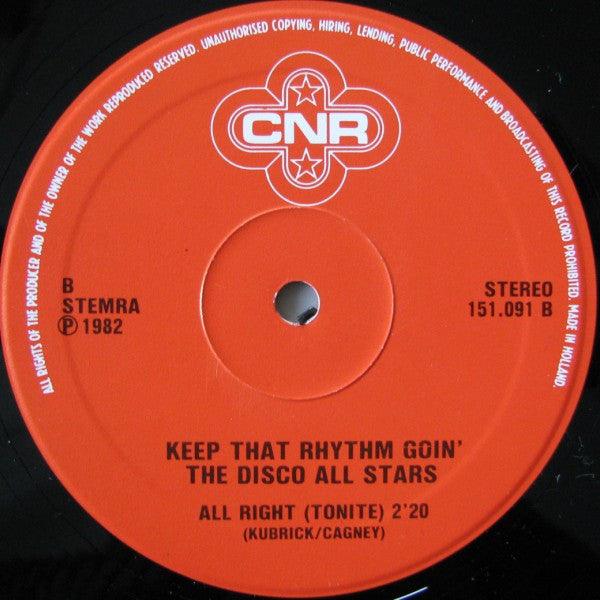 ALL RIGHTS OF THE PRODUCER AND OF THE OWNER OF THE WORK REPRODUCED RESERVED. UNAUTHORISED COPYING, HIRING, LENDING, PUBLIC PERFORMANCE AND BROADCASTING OF THIS RECORD PROHIBITED. MADE IN HOLLAND.
CNR
B
STEMRA
℗ 1982
STEREO
151.091 B
KEEP THAT RHYTHM GOIN'
THE DISCO ALL STARS
ALL RIGHT (TONITE) 2'20
(KUBRICK/CAGNEY)